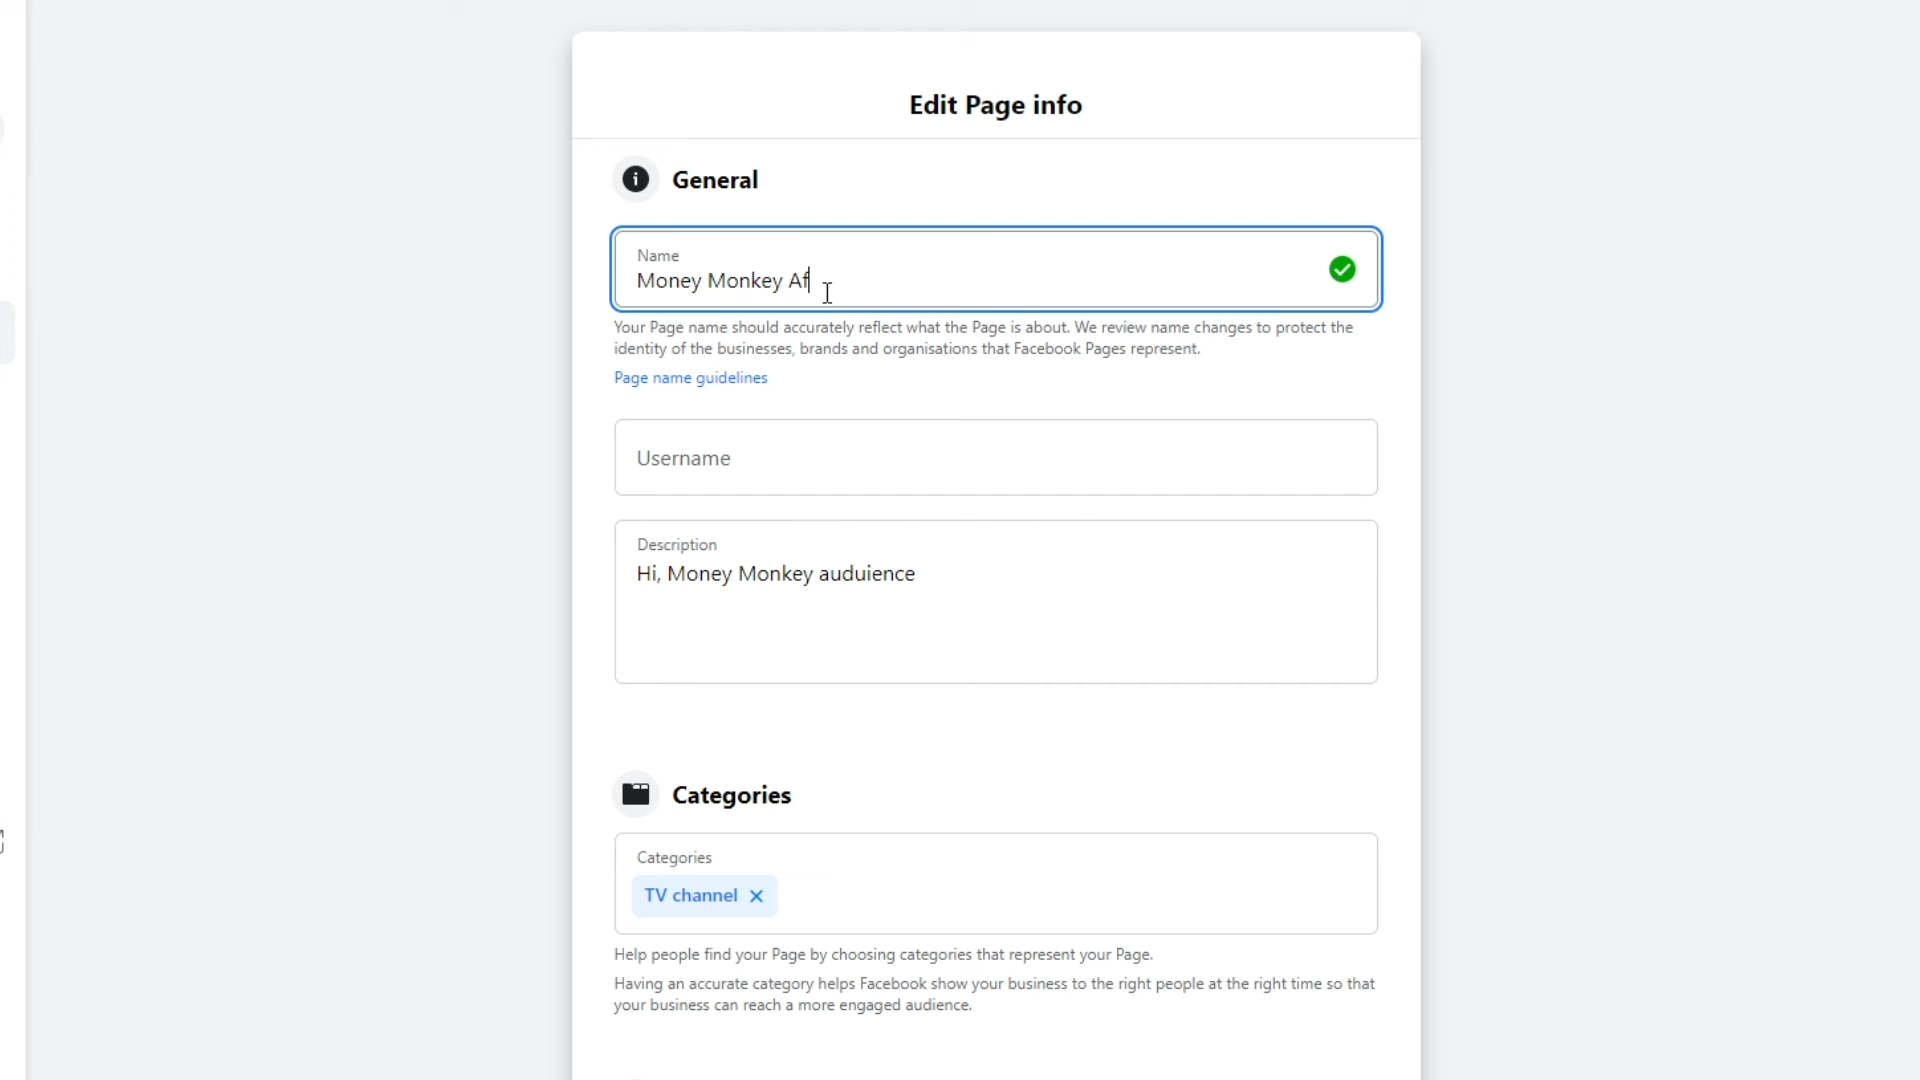 Edit Page info
General
Name
Money Monkey Af
Your Page name should accurately reflect what the Page is about. We review name changes to protect the
identity of the businesses, brands and organisations that Facebook Pages represent.
Page name guidelines
Username
Description
Hi, Money Monkey auduience
Categories
Categories
TV channel
Help people find your Page by choosing categories that represent your Page.
Having an accurate category helps Facebook show your business to the right people at the right time so that
your business can reach a more engaged audience.